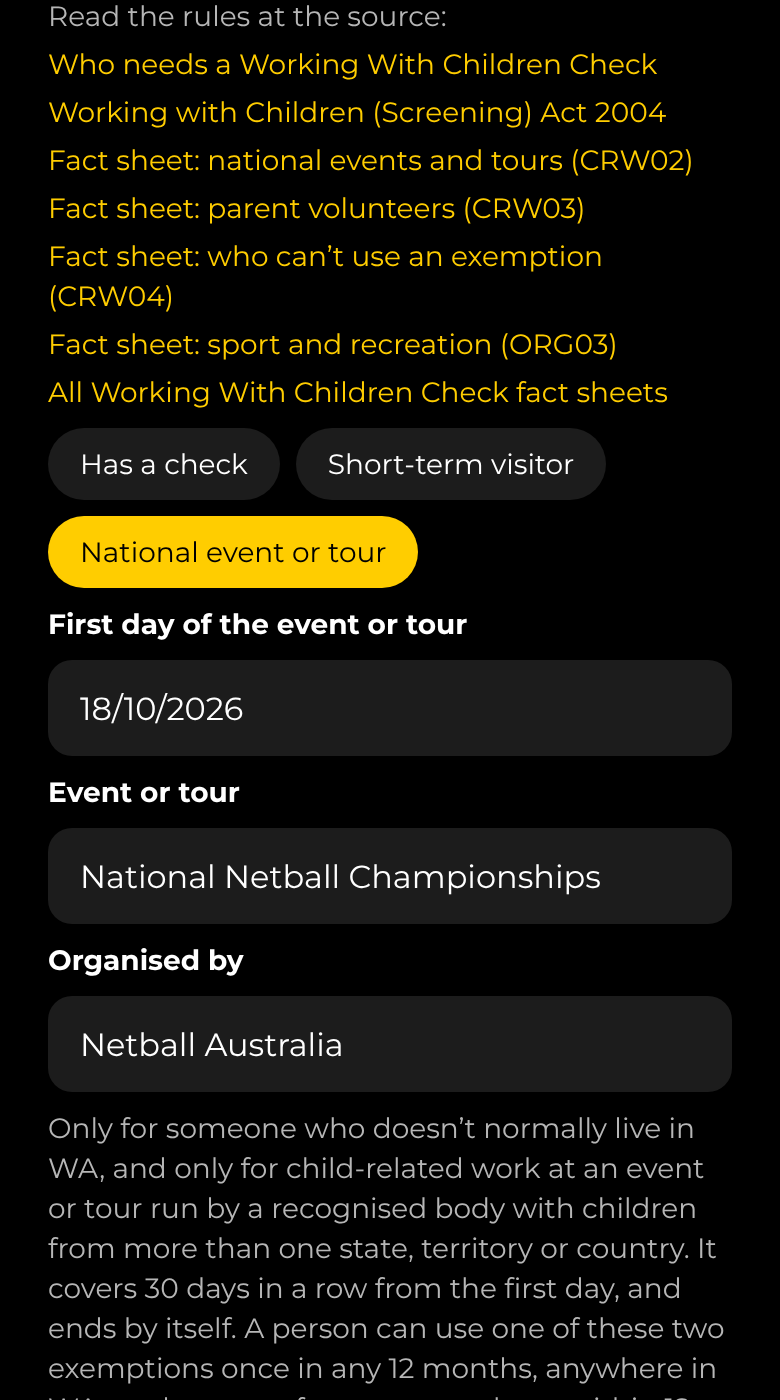 Read the rules at the source:
Who needs a Working With Children Check
Working with Children (Screening) Act 2004
Fact sheet: national events and tours (CRW02)
Fact sheet: parent volunteers (CRW03)
Fact sheet: who can’t use an exemption
(CRW04)
Fact sheet: sport and recreation (ORG03)
All Working With Children Check fact sheets
Has a check
Short-term visitor
National event or tour
First day of the event or tour
18/10/2026
Event or tour
National Netball Championships
Organised by
Netball Australia
Only for someone who doesn’t normally live in
WA, and only for child-related work at an event
or tour run by a recognised body with children
from more than one state, territory or country. It
covers 30 days in a row from the first day, and
ends by itself. A person can use one of these two
exemptions once in any 12 months, anywhere in